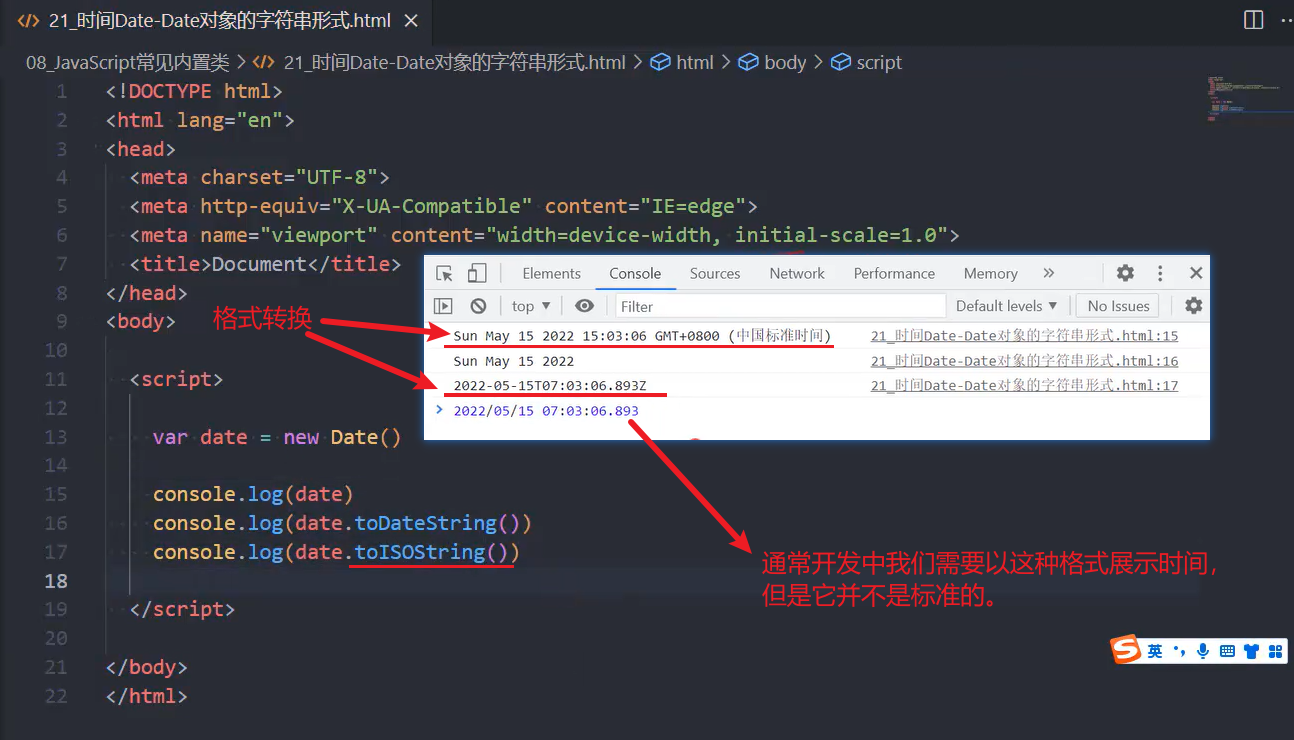 21_时间Date-Date对象的字符串形式.html
08_JavaScript常见内置类 > 21_时间Date-Date对象的字符串形式.html > html > body > script
1 <!DOCTYPE html>
2 <html lang="en">
3 <head>
4 <meta charset="UTF-8">
5 <meta http-equiv="X-UA-Compatible" content="IE=edge">
6 <meta name="viewport" content="width=device-width, initial-scale=1.0">
7 <title>Document</title>
8 </head>
9 <body>
10
11 <script>
12
13 var date = new Date()
14
15 console.log(date)
16 console.log(date.toDateString())
17 console.log(date.toISOString())
18
19 </script>
20
21 </body>
22 </html>
格式转换
Elements Console Sources Network Performance Memory »
top ▼ Filter Default levels ▼ No Issues
Sun May 15 2022 15:03:06 GMT+0800 (中国标准时间) 21_时间Date-Date对象的字符串形式.html:15
Sun May 15 2022 21_时间Date-Date对象的字符串形式.html:16
2022-05-15T07:03:06.893Z 21_时间Date-Date对象的字符串形式.html:17
> 2022/05/15 07:03:06.893
通常开发中我们需要以这种格式展示时间，
但是它并不是标准的。
S 英